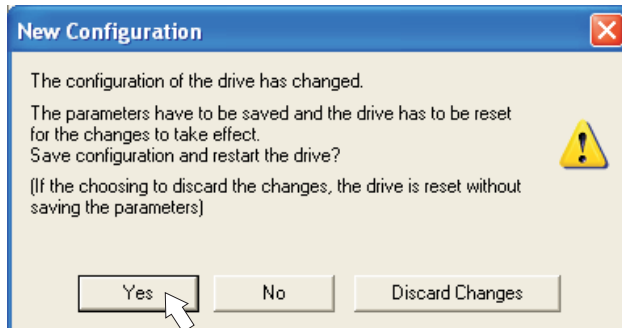 New Configuration
The configuration of the drive has changed.
The parameters have to be saved and the drive has to be reset
for the changes to take effect.
Save configuration and restart the drive?
(If the choosing to discard the changes, the drive is reset without
saving the parameters)
Yes
No
Discard Changes